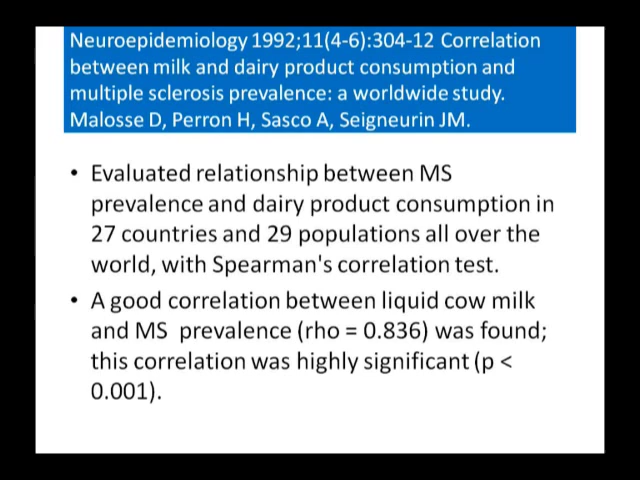 Neuroepidemiology 1992;11(4-6):304-12 Correlation
between milk and dairy product consumption and
multiple sclerosis prevalence: a worldwide study.
Malosse D, Perron H, Sasco A, Seigneurin JM.
• Evaluated relationship between MS
prevalence and dairy product consumption in
27 countries and 29 populations all over the
world, with Spearman's correlation test.
• A good correlation between liquid cow milk
and MS prevalence (rho = 0.836) was found;
this correlation was highly significant (p <
0.001).